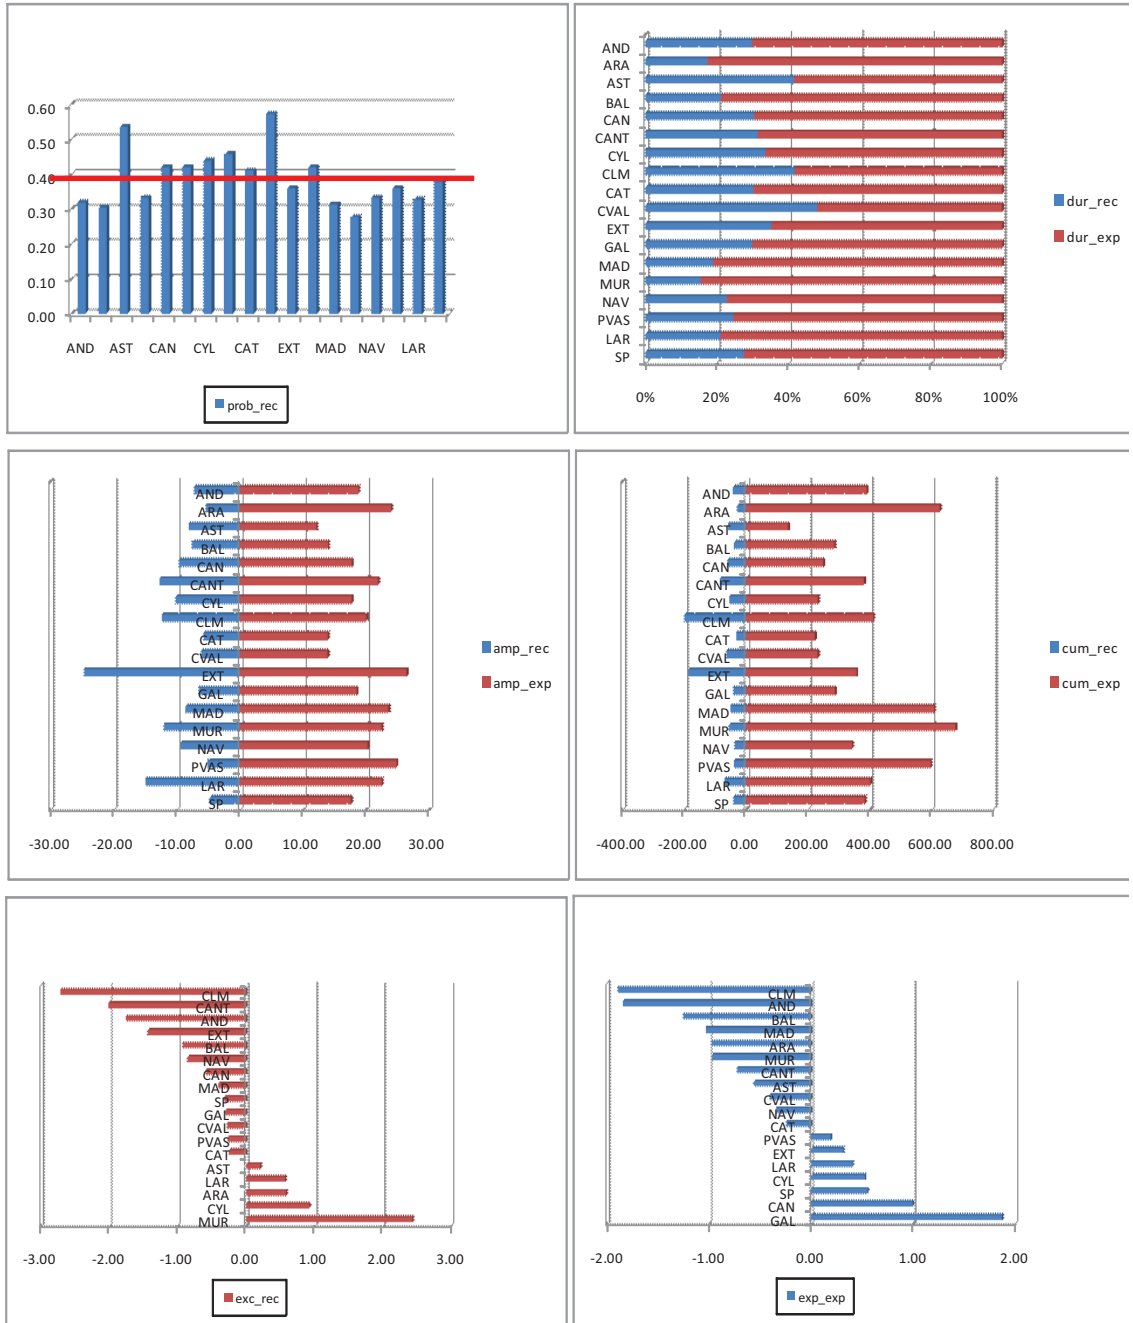 0.60
0.50
0.40
0.30
0.20
0.10
0.00
AND AST CAN CYL CAT EXT MAD NAV LAR
prob_rec
AND
ARA
AST
BAL
CAN
CANT
CYL
CLM
CAT
CVAL
EXT
GAL
MAD
MUR
NAV
PVAS
LAR
SP
0% 20% 40% 60% 80% 100%
dur_rec
dur_exp
AND
ARA
AST
BAL
CAN
CANT
CYL
CLM
CAT
CVAL
EXT
GAL
MAD
MUR
NAV
PVAS
LAR
SP
-30.00 -20.00 -10.00 0.00 10.00 20.00 30.00
amp_rec
amp_exp
AND
ARA
AST
BAL
CAN
CANT
CYL
CLM
CAT
CVAL
EXT
GAL
MAD
MUR
NAV
PVAS
LAR
SP
-400.00 -200.00 0.00 200.00 400.00 600.00 800.00
cum_rec
cum_exp
CLM
CANT
AND
EXT
BAL
NAV
CAN
MAD
SP
GAL
CVAL
PVAS
CAT
AST
LAR
ARA
CYL
MUR
-3.00 -2.00 -1.00 0.00 1.00 2.00 3.00
exc_rec
CLM
AND
BAL
MAD
ARA
MUR
CANT
AST
CVAL
NAV
CAT
PVAS
EXT
LAR
CYL
SP
CAN
GAL
-2.00 -1.00 0.00 1.00 2.00
exp_exp